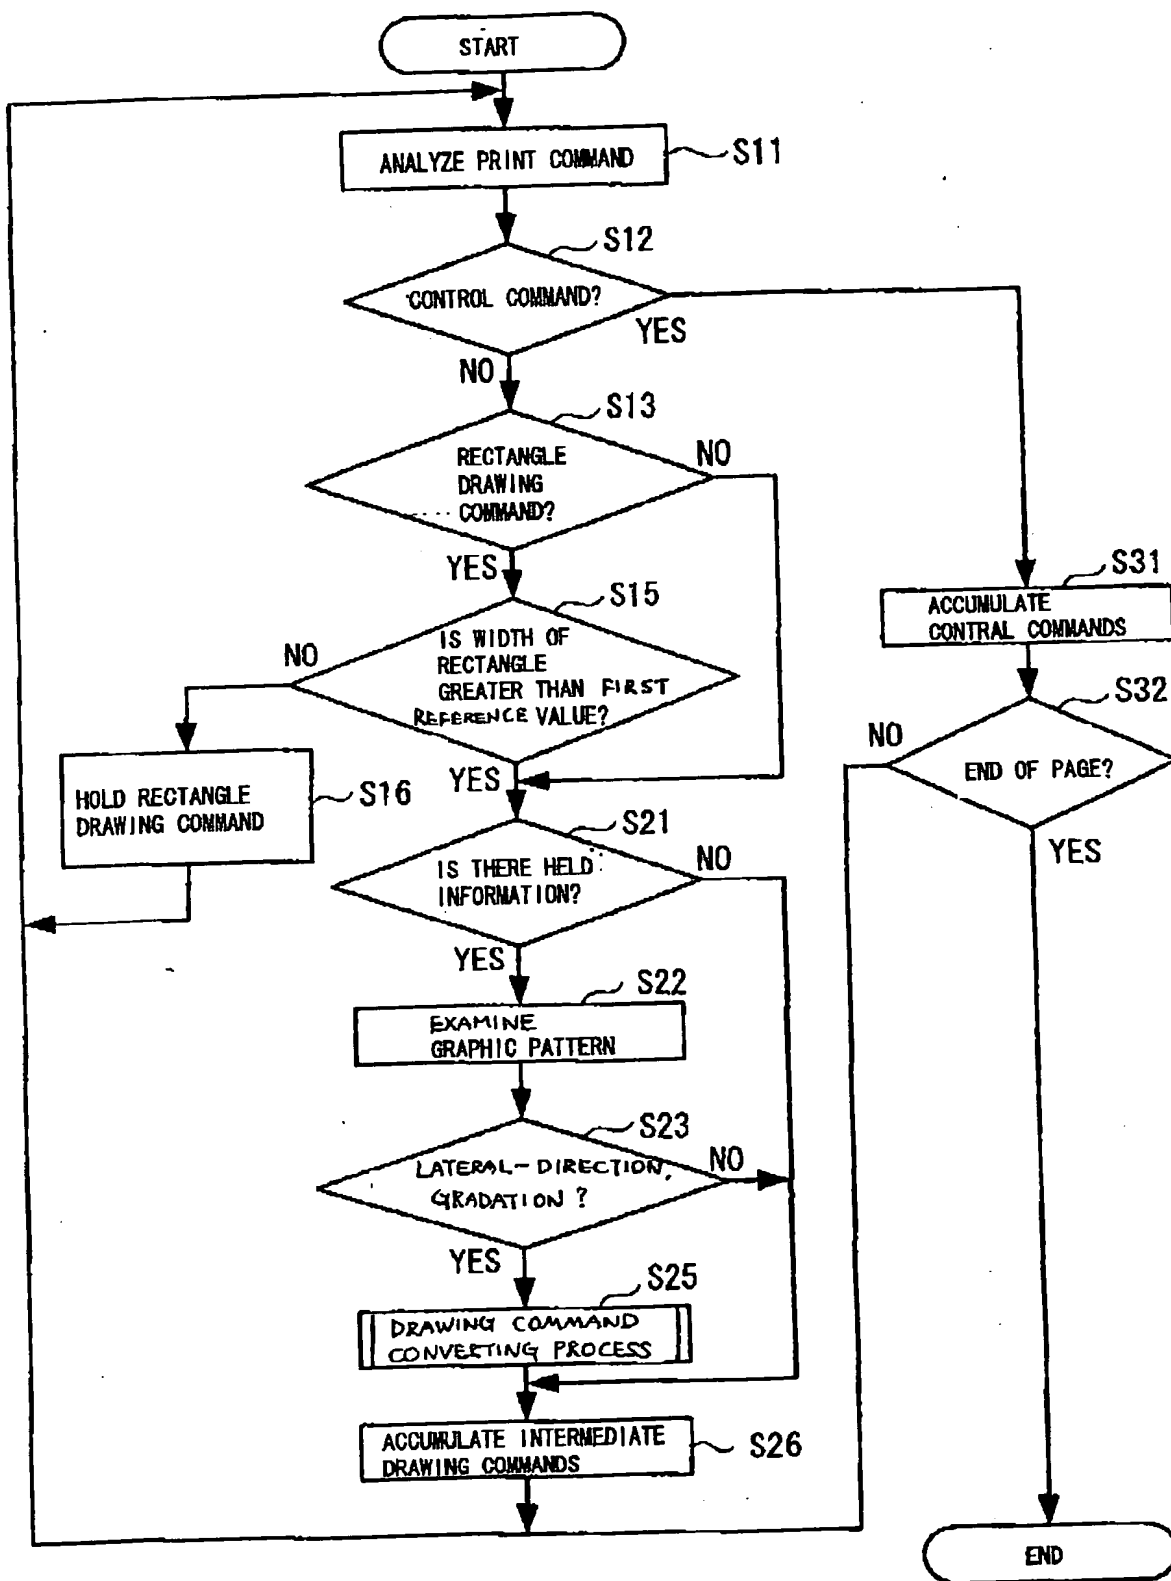 START
ANALYZE PRINT COMMAND
S11
S12
CONTROL COMMAND?
YES
NO
S13
RECTANGLE
DRAWING
COMMAND?
NO
YES
S15
IS WIDTH OF
RECTANGLE
GREATER THAN FIRST
REFERENCE VALUE?
NO
YES
HOLD RECTANGLE
DRAWING COMMAND
S16
S31
ACCUMULATE
CONTRAL COMMANDS
S32
NO
END OF PAGE?
YES
S21
IS THERE HELD
INFORMATION?
NO
YES
S22
EXAMINE
GRAPHIC PATTERN
S23
LATERAL-DIRECTION,
GRADATION ?
NO
YES
S25
DRAWING COMMAND
CONVERTING PROCESS
ACCUMULATE INTERMEDIATE
DRAWING COMMANDS
S26
END